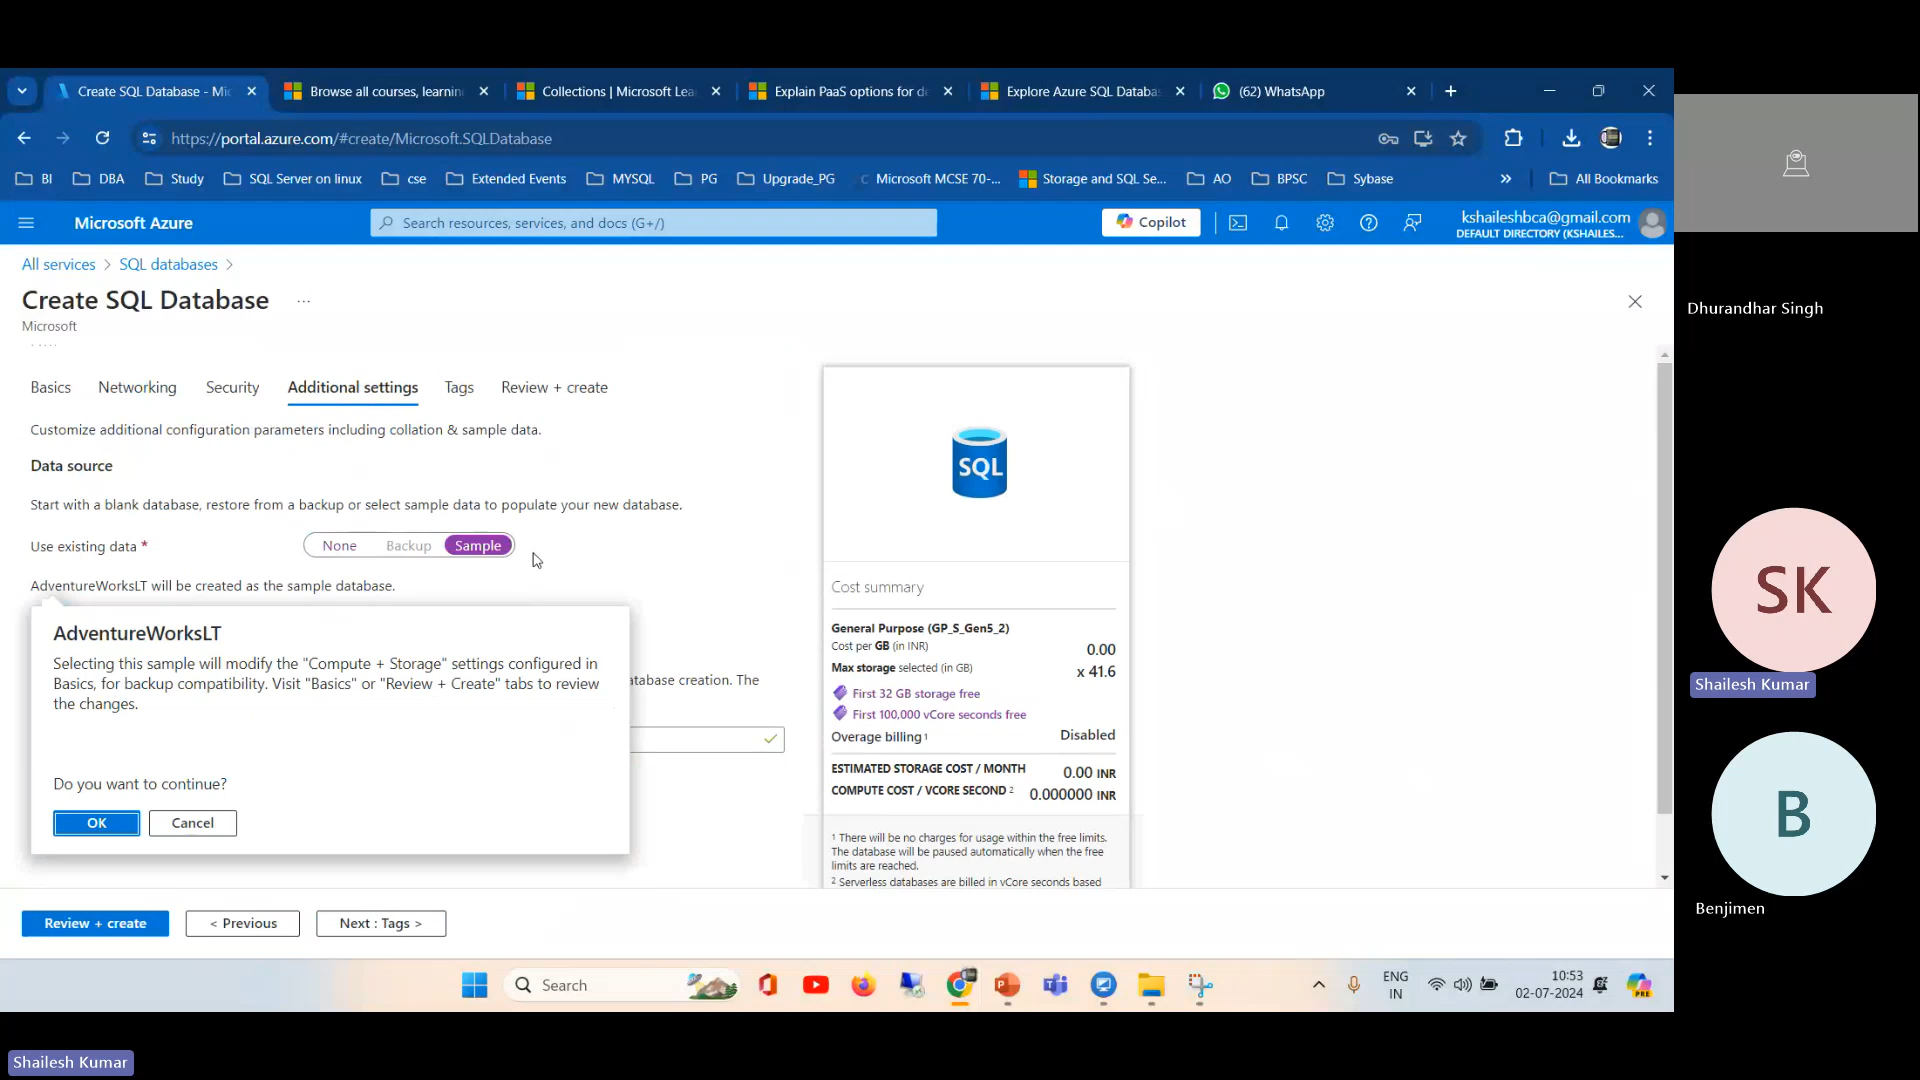 Create SQL Database - Mi
Browse all courses, learnin
Collections | Microsoft Lea
Explain PaaS options for de
Explore Azure SQL Databa
(62) WhatsApp
https://portal.azure.com/#create/Microsoft.SQLDatabase
BI
DBA
Study
SQL Server on linux
cse
Extended Events
MYSQL
PG
Upgrade_PG
Microsoft MCSE 70-...
Storage and SQL Se...
AO
BPSC
Sybase
All Bookmarks
Microsoft Azure
Search resources, services, and docs (G+/)
Copilot
kshaileshbca@gmail.com
DEFAULT DIRECTORY (KSHAILES...
All services > SQL databases >
Create SQL Database ...
Microsoft
Basics Networking Security Additional settings Tags Review + create
Customize additional configuration parameters including collation & sample data.
Data source
Start with a blank database, restore from a backup or select sample data to populate your new database.
Use existing data *
None Backup Sample
AdventureWorksLT will be created as the sample database.
AdventureWorksLT
Selecting this sample will modify the "Compute + Storage" settings configured in
Basics, for backup compatibility. Visit "Basics" or "Review + Create" tabs to review
the changes.
Do you want to continue?
OK Cancel
atabase creation. The
SQL
Cost summary
General Purpose (GP_S_Gen5_2)
Cost per GB (in INR) 0.00
Max storage selected (in GB) x 41.6
First 32 GB storage free
First 100,000 vCore seconds free
Overage billing 1 Disabled
ESTIMATED STORAGE COST / MONTH 0.00 INR
COMPUTE COST / VCORE SECOND 2 0.000000 INR
1 There will be no charges for usage within the free limits.
The database will be paused automatically when the free
limits are reached.
2 Serverless databases are billed in vCore seconds based
Review + create
< Previous
Next : Tags >
Search
ENG
IN
10:53
02-07-2024
PRE
Dhurandhar Singh
SK
Shailesh Kumar
B
Benjimen
Shailesh Kumar